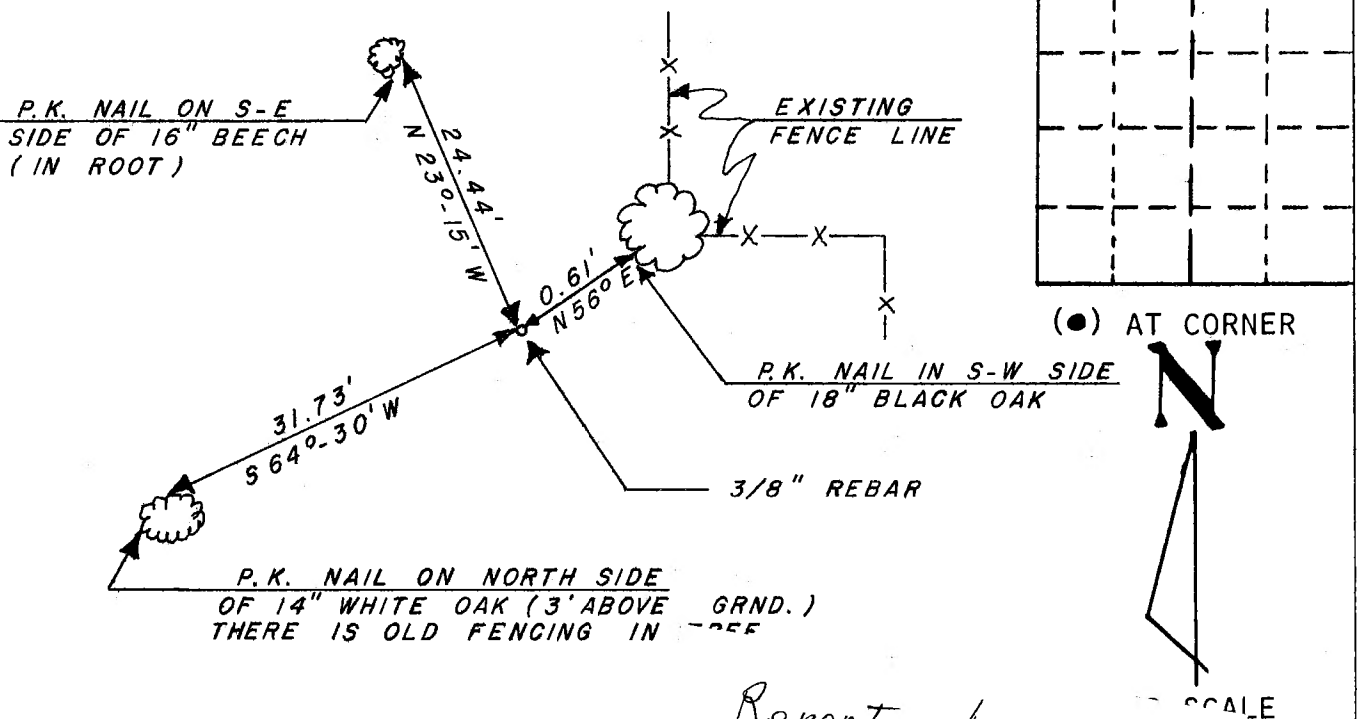 P.K. NAIL ON S-E
SIDE OF 16" BEECH
(IN ROOT)
24.44'
N 23°-15' W
EXISTING
FENCE LINE
0.61'
N 56° E
(●) AT CORNER
N
P.K. NAIL IN S-W SIDE
OF 18" BLACK OAK
31.73'
S 64°-30' W
3/8" REBAR
P.K. NAIL ON NORTH SIDE
OF 14" WHITE OAK (3' ABOVE GRND.)
THERE IS OLD FENCING IN
SCALE